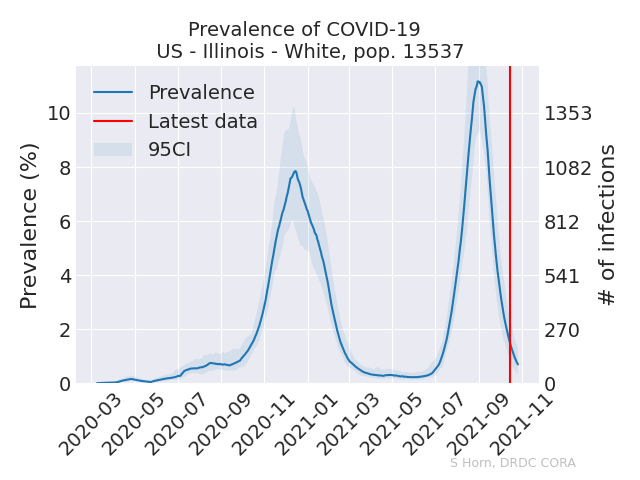 Prevalence of COVID-19
US - Illinois - White, pop. 13537
Prevalence
Latest data
95CI
Prevalence (%)
10
8
6
4
2
0
1353
1082
812
541
270
0
# of infections
2020-03
2020-05
2020-07
2020-09
2020-11
2021-01
2021-03
2021-05
2021-07
2021-09
2021-11
S Horn, DRDC CORA